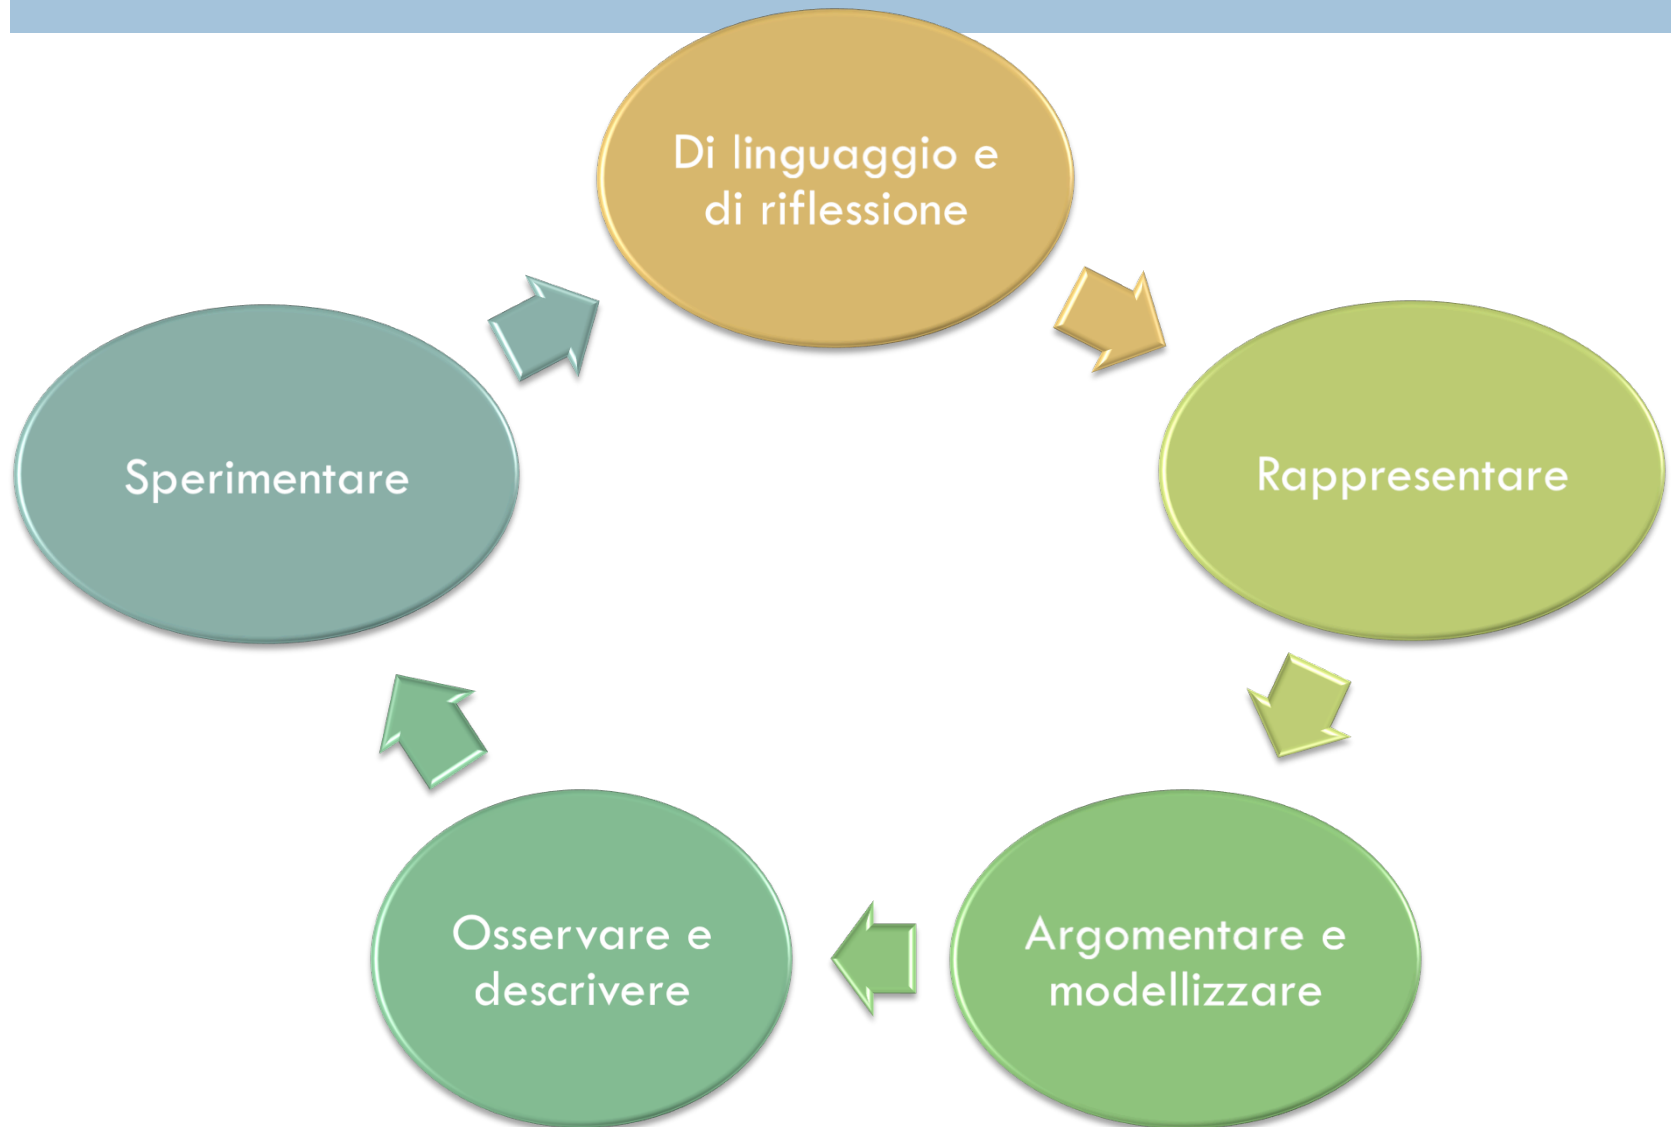 Di linguaggio e
di riflessione
Rappresentare
Argomentare e
modellizzare
Osservare e
descrivere
Sperimentare